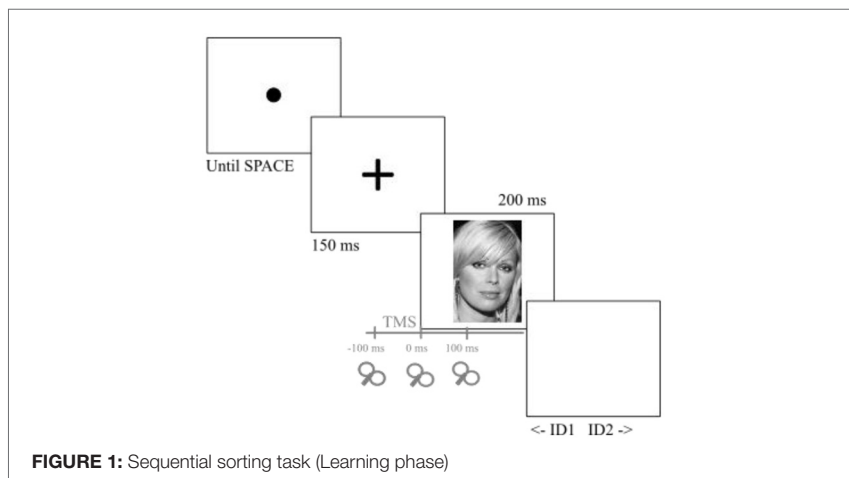 Until SPACE
150 ms
200 ms
TMS
-100 ms 0 ms 100 ms
<- ID1 ID2 ->
FIGURE 1: Sequential sorting task (Learning phase)